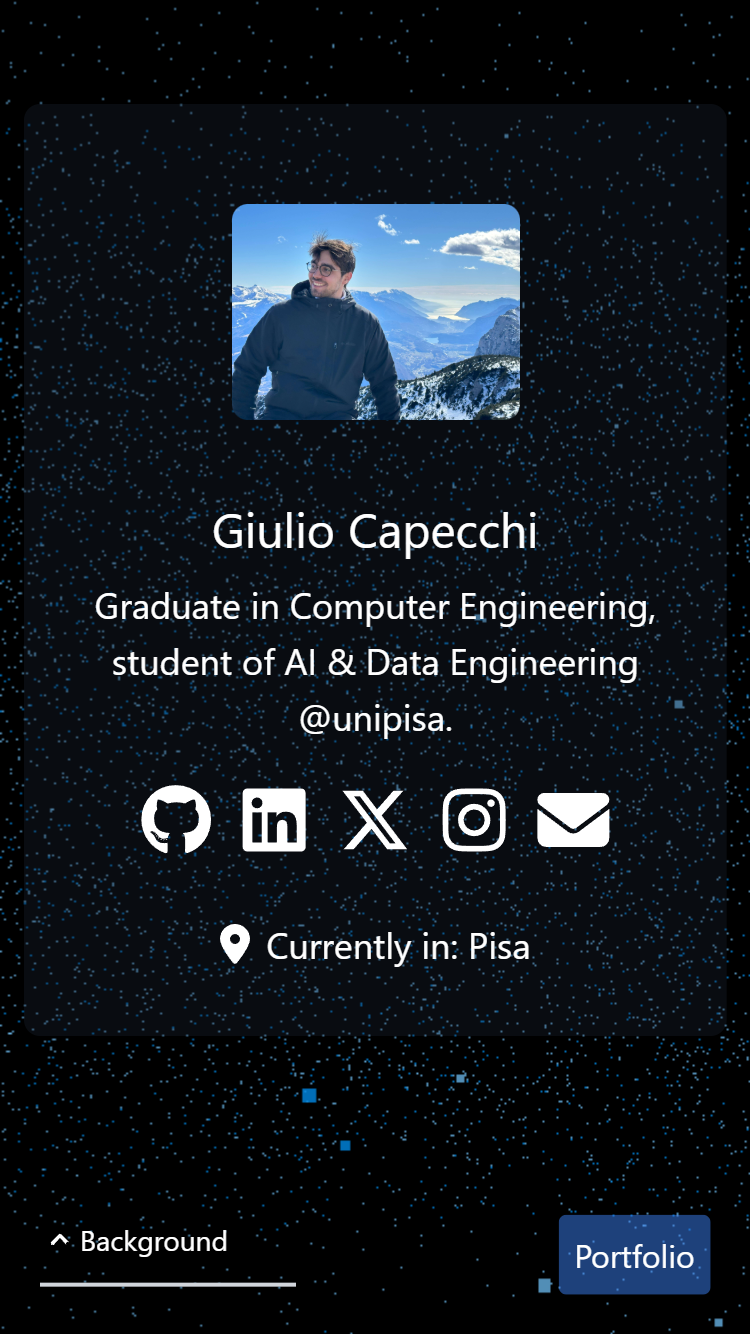 Giulio Capecchi
Graduate in Computer Engineering,
student of AI & Data Engineering
@unipisa.
Currently in: Pisa
Background
Portfolio